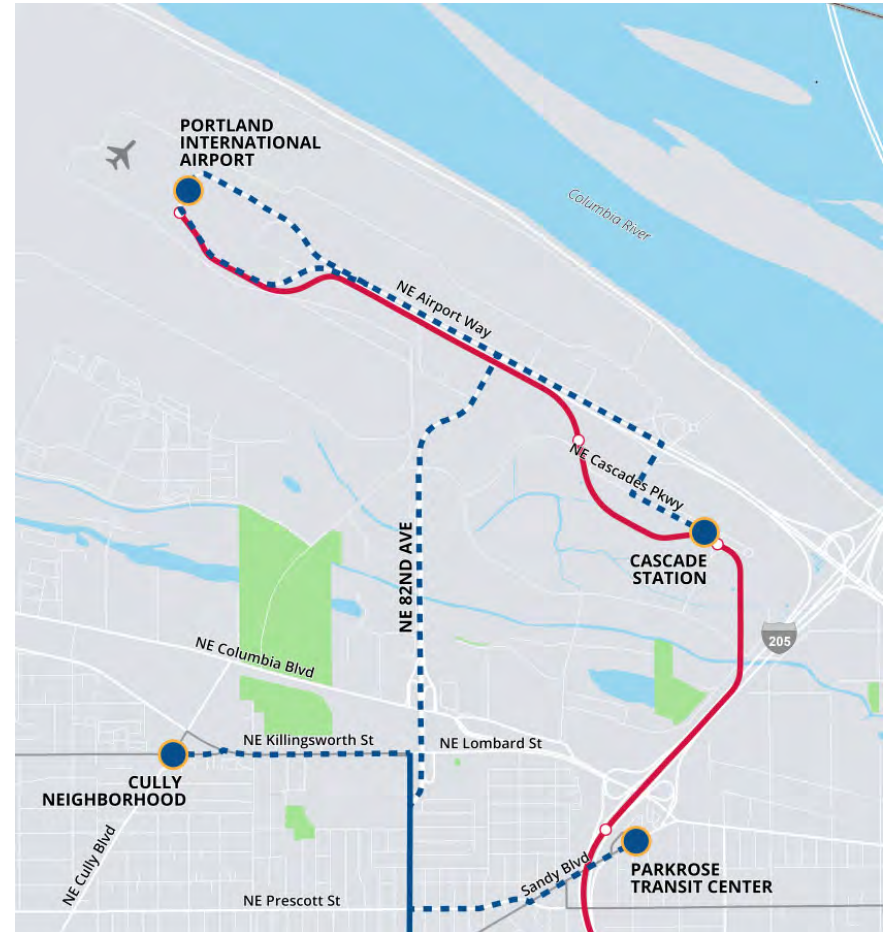 PORTLAND
INTERNATIONAL
AIRPORT
Columbia River
NE Airport Way
NE Cascades Pkwy
CASCADE
STATION
NE 82ND AVE
205
NE Columbia Blvd
NE Killingsworth St
NE Lombard St
CULLY
NEIGHBORHOOD
NE Cully Blvd
Sandy Blvd
PARKROSE
TRANSIT CENTER
NE Prescott St